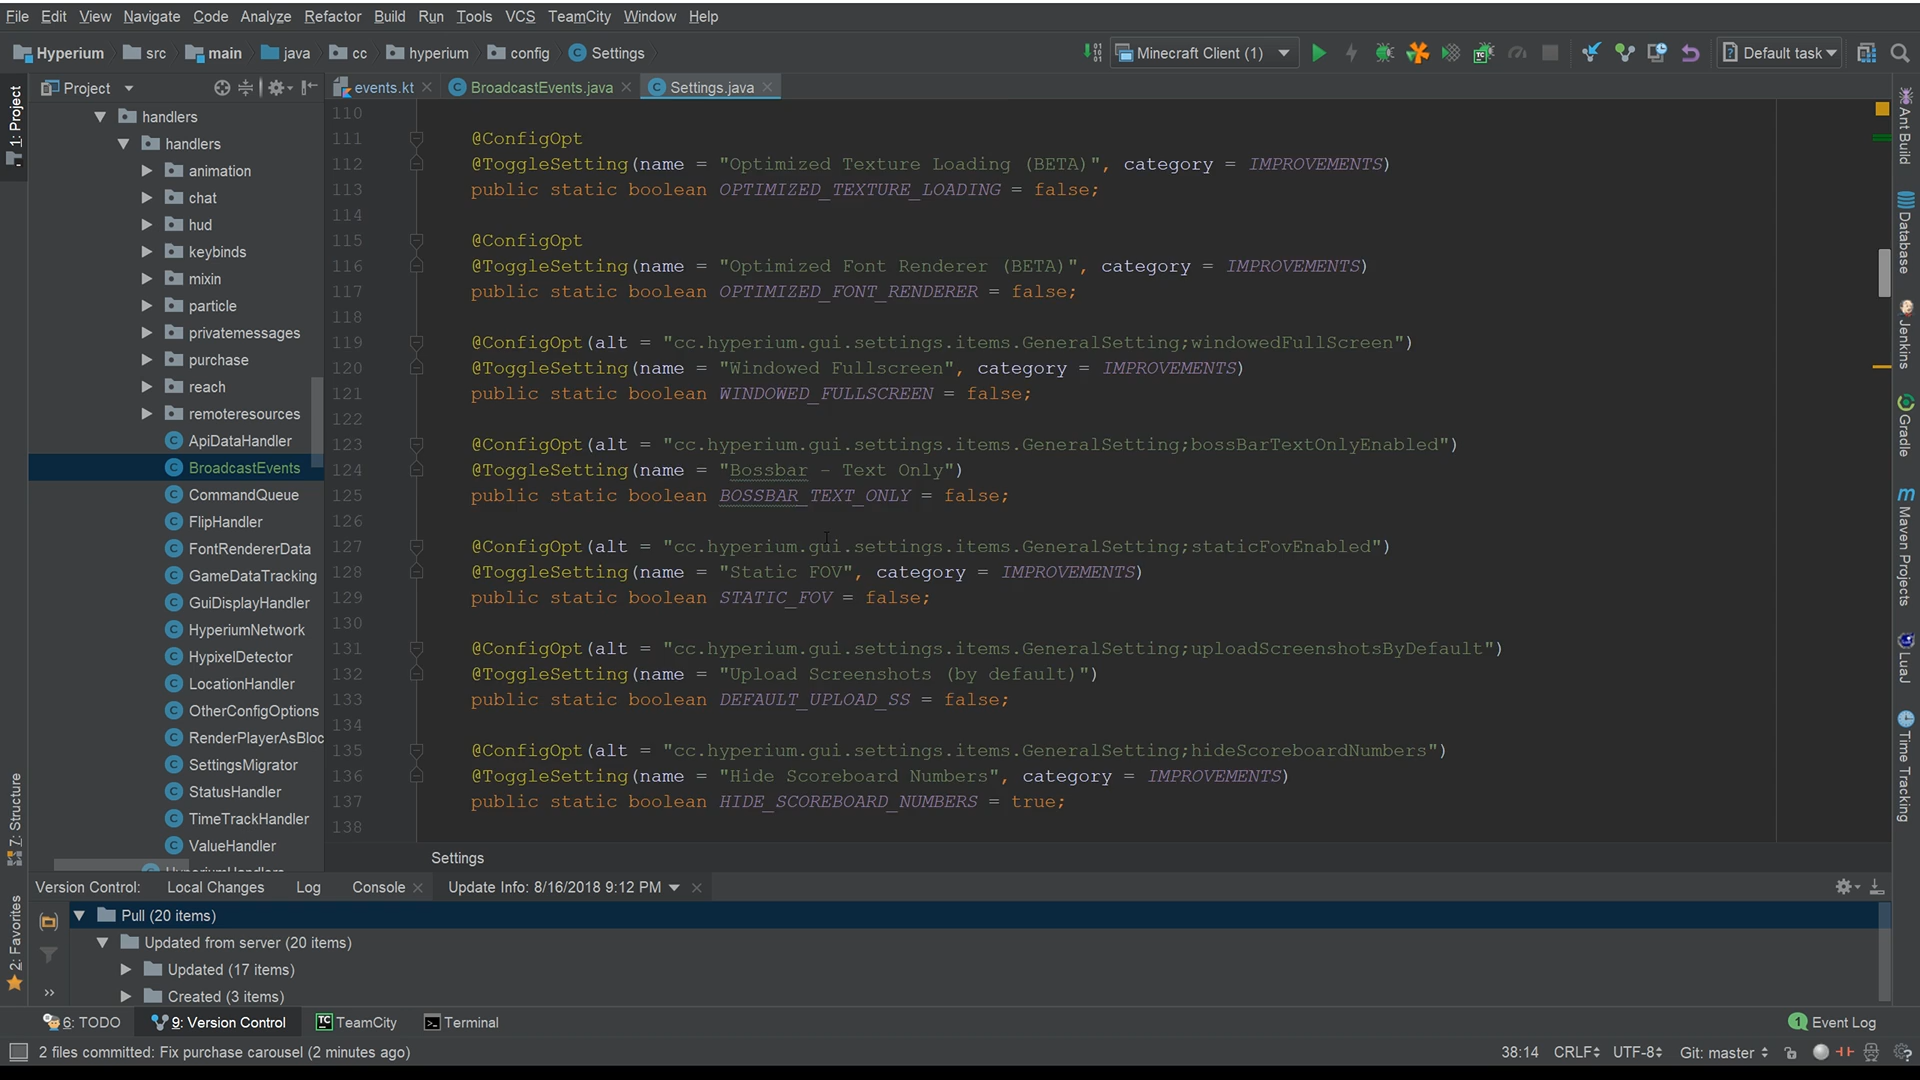 File Edit View Navigate Code Analyze Refactor Build Run Tools VCS TeamCity Window Help
Hyperium src main java cc hyperium config Settings
Minecraft Client (1) Default task
Project
events.kt BroadcastEvents.java Settings.java
1: Project
7: Structure
2: Favorites
handlers
handlers
animation
chat
hud
keybinds
mixin
particle
privatemessages
purchase
reach
remoteresources
ApiDataHandler
BroadcastEvents
CommandQueue
FlipHandler
FontRendererData
GameDataTracking
GuiDisplayHandler
HyperiumNetwork
HypixelDetector
LocationHandler
OtherConfigOptions
RenderPlayerAsBloc
SettingsMigrator
StatusHandler
TimeTrackHandler
ValueHandler
110
111 @ConfigOpt
112 @ToggleSetting(name = "Optimized Texture Loading (BETA)", category = IMPROVEMENTS)
113 public static boolean OPTIMIZED_TEXTURE_LOADING = false;
114
115 @ConfigOpt
116 @ToggleSetting(name = "Optimized Font Renderer (BETA)", category = IMPROVEMENTS)
117 public static boolean OPTIMIZED_FONT_RENDERER = false;
118
119 @ConfigOpt(alt = "cc.hyperium.gui.settings.items.GeneralSetting;windowedFullScreen")
120 @ToggleSetting(name = "Windowed Fullscreen", category = IMPROVEMENTS)
121 public static boolean WINDOWED_FULLSCREEN = false;
122
123 @ConfigOpt(alt = "cc.hyperium.gui.settings.items.GeneralSetting;bossBarTextOnlyEnabled")
124 @ToggleSetting(name = "Bossbar - Text Only")
125 public static boolean BOSSBAR_TEXT_ONLY = false;
126
127 @ConfigOpt(alt = "cc.hyperium.gui.settings.items.GeneralSetting;staticFovEnabled")
128 @ToggleSetting(name = "Static FOV", category = IMPROVEMENTS)
129 public static boolean STATIC_FOV = false;
130
131 @ConfigOpt(alt = "cc.hyperium.gui.settings.items.GeneralSetting;uploadScreenshotsByDefault")
132 @ToggleSetting(name = "Upload Screenshots (by default)")
133 public static boolean DEFAULT_UPLOAD_SS = false;
134
135 @ConfigOpt(alt = "cc.hyperium.gui.settings.items.GeneralSetting;hideScoreboardNumbers")
136 @ToggleSetting(name = "Hide Scoreboard Numbers", category = IMPROVEMENTS)
137 public static boolean HIDE_SCOREBOARD_NUMBERS = true;
138
Settings
Ant Build
Database
Jenkins
Gradle
Maven Projects
LuaJ
Time Tracking
Version Control: Local Changes Log Console Update Info: 8/16/2018 9:12 PM
Pull (20 items)
Updated from server (20 items)
Updated (17 items)
Created (3 items)
6: TODO 9: Version Control TeamCity Terminal 1 Event Log
2 files committed: Fix purchase carousel (2 minutes ago) 38:14 CRLF UTF-8 Git: master